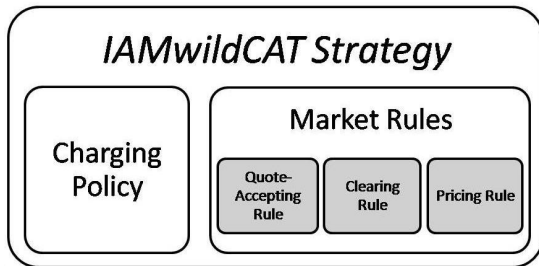 IAMwildCAT Strategy
Charging
Policy
Market Rules
Quote-
Accepting
Rule
Clearing
Rule
Pricing Rule